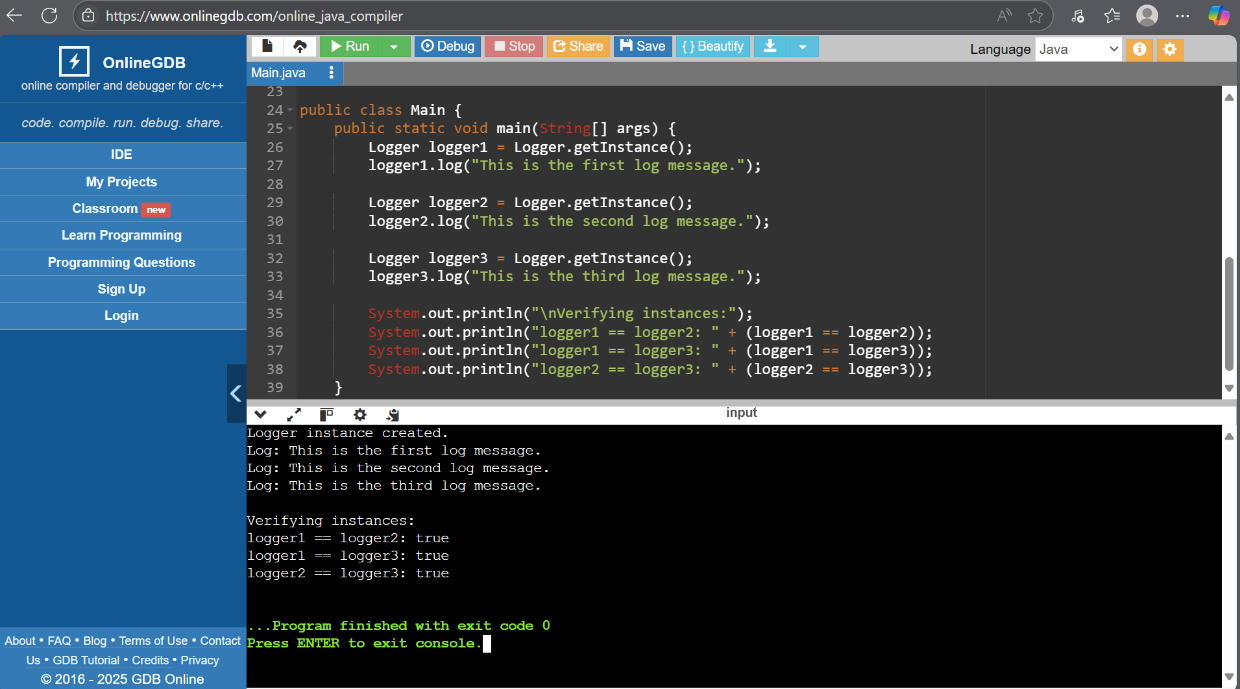 https://www.onlinegdb.com/online_java_compiler
OnlineGDB
online compiler and debugger for c/c++
code. compile. run. debug. share.
IDE
My Projects
Classroom new
Learn Programming
Programming Questions
Sign Up
Login
About • FAQ • Blog • Terms of Use • Contact
Us • GDB Tutorial • Credits • Privacy
© 2016 - 2025 GDB Online
Run Debug Stop Share Save {} Beautify Language Java
Main.java
23
24 public class Main {
25 public static void main(String[] args) {
26 Logger logger1 = Logger.getInstance();
27 logger1.log("This is the first log message.");
28
29 Logger logger2 = Logger.getInstance();
30 logger2.log("This is the second log message.");
31
32 Logger logger3 = Logger.getInstance();
33 logger3.log("This is the third log message.");
34
35 System.out.println("\nVerifying instances:");
36 System.out.println("logger1 == logger2: " + (logger1 == logger2));
37 System.out.println("logger1 == logger3: " + (logger1 == logger3));
38 System.out.println("logger2 == logger3: " + (logger2 == logger3));
39 }
input
Logger instance created.
Log: This is the first log message.
Log: This is the second log message.
Log: This is the third log message.
Verifying instances:
logger1 == logger2: true
logger1 == logger3: true
logger2 == logger3: true
...Program finished with exit code 0
Press ENTER to exit console.